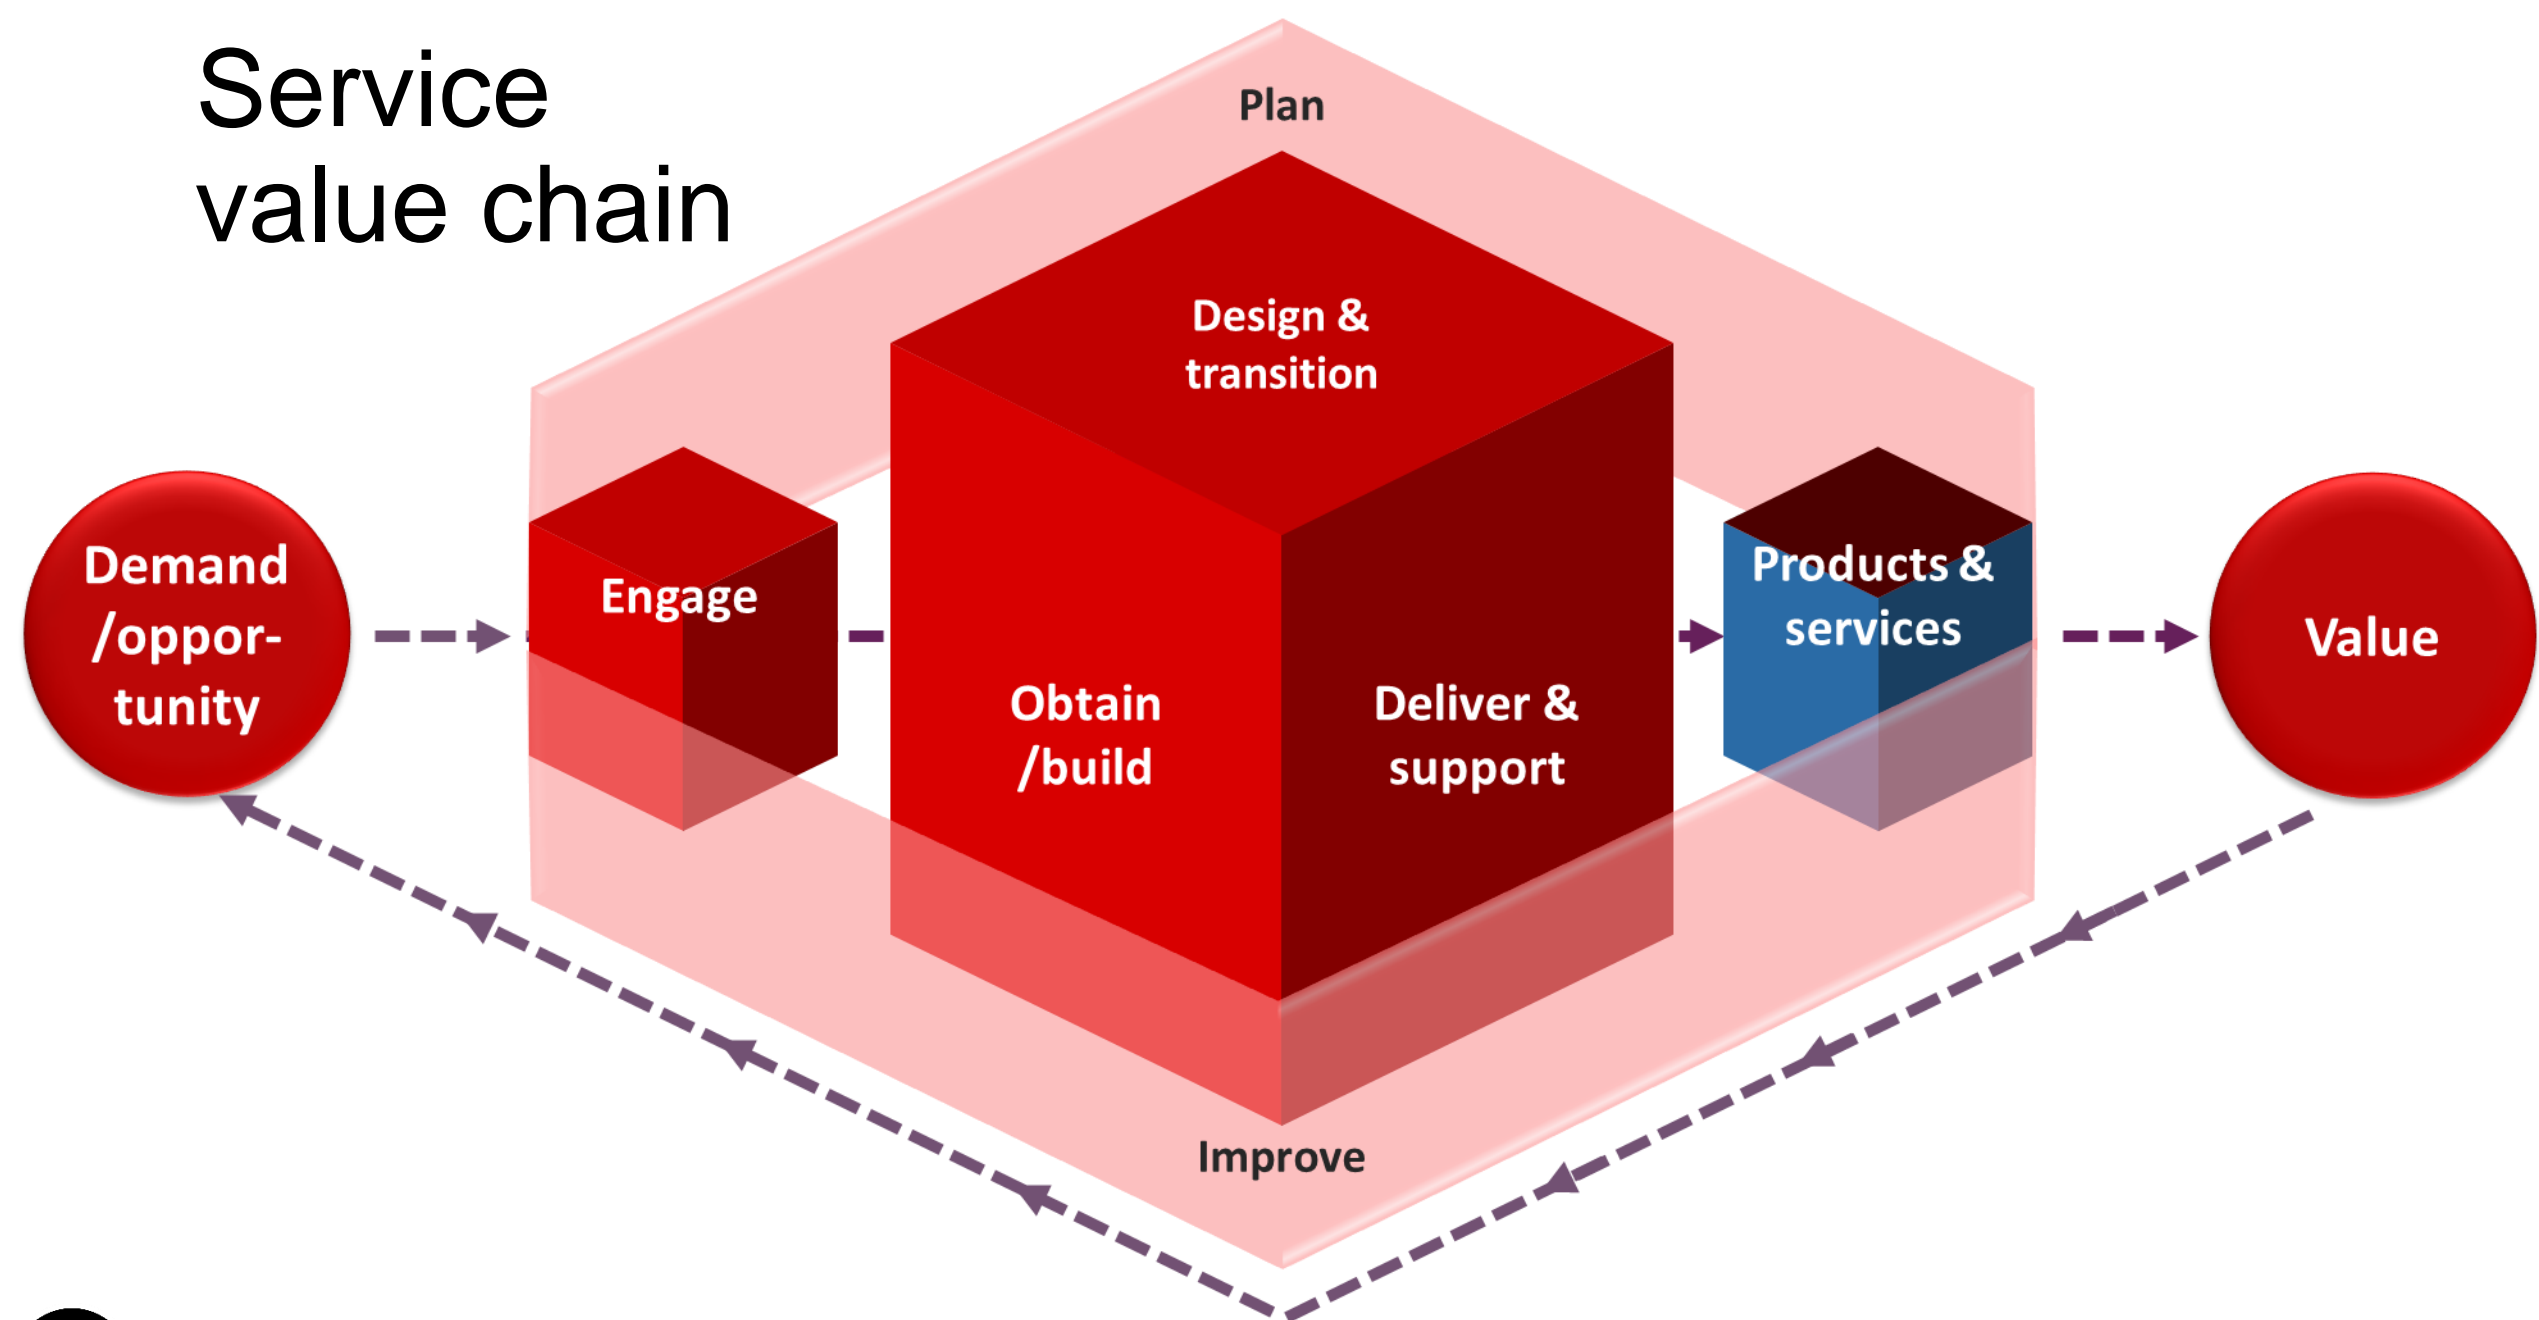 Service
value chain
Plan
Design &
transition
Demand
/oppor-
tunity
Engage
Obtain
/build
Deliver &
support
Products &
services
Value
Improve